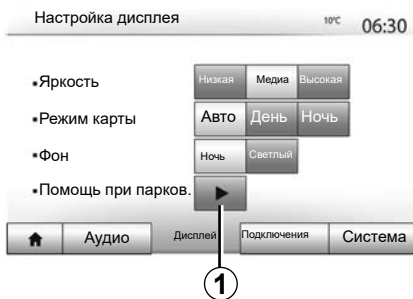 Настройка дисплея 10°C 06:30
▪Яркость Низкая Медиа Высокая
▪Режим карты Авто День Ночь
▪Фон Ночь Светлый
▪Помощь при парков.
Аудио Дисплей Подключения Система
1